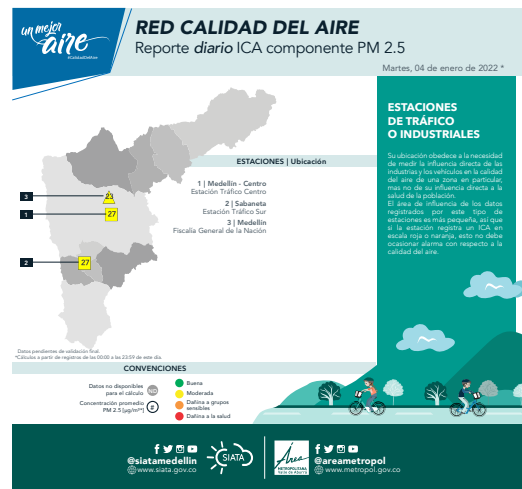 un mejor
aire
#CalidadDelAire
RED CALIDAD DEL AIRE
Reporte diario ICA componente PM 2.5
Martes, 04 de enero de 2022 *
ESTACIONES
DE TRÁFICO
O INDUSTRIALES
Su ubicación obedece a la necesidad
de medir la influencia directa de las
industrias y los vehículos en la calidad
del aire de una zona en particular,
mas no de su influencia directa a la
salud de la población.
El área de influencia de los datos
registrados por este tipo de
estaciones es más pequeña, así que
si la estación registra un ICA en
escala roja o naranja, esto no debe
ocasionar alarma con respecto a la
calidad del aire.
ESTACIONES | Ubicación
1 | Medellín - Centro
Estación Tráfico Centro
2 | Sabaneta
Estación Tráfico Sur
3 | Medellín
Fiscalía General de la Nación
3
23
1
27
2
27
Datos pendientes de validación final.
*Cálculos a partir de registros de las 00:00 a las 23:59 de este día.
CONVENCIONES
Datos no disponibles
para el cálculo
ND
Concentración promedio
PM 2.5 [µg/m³*]
#
Buena
Moderada
Dañina a grupos
sensibles
Dañina a la salud
@siatamedellin
www.siata.gov.co
SIATA
Área
METROPOLITANA
Valle de Aburrá
@areametropol
www.metropol.gov.co